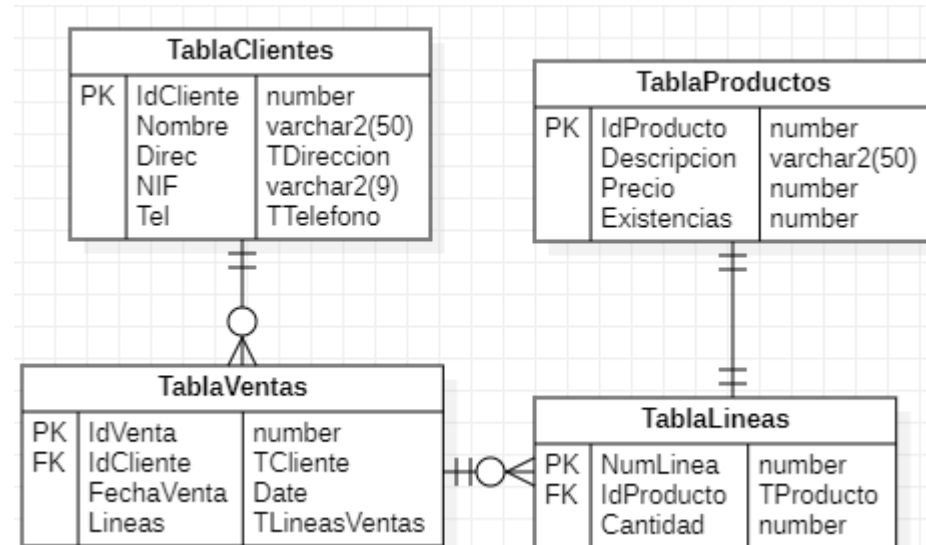 TablaClientes
PK IdCliente number
Nombre varchar2(50)
Direc TDireccion
NIF varchar2(9)
Tel TTelefono
TablaProductos
PK IdProducto number
Descripcion varchar2(50)
Precio number
Existencias number
TablaVentas
PK IdVenta number
FK IdCliente TCliente
FechaVenta Date
Lineas TLineasVentas
TablaLineas
PK NumLinea number
FK IdProducto TProducto
Cantidad number